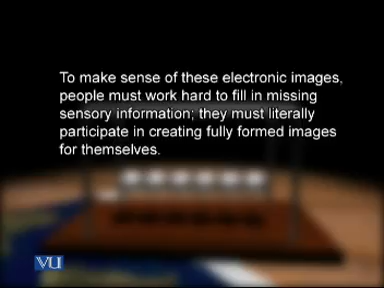 To make sense of these electronic images,
people must work hard to fill in missing
sensory information; they must literally
participate in creating fully formed images
for themselves.
VU